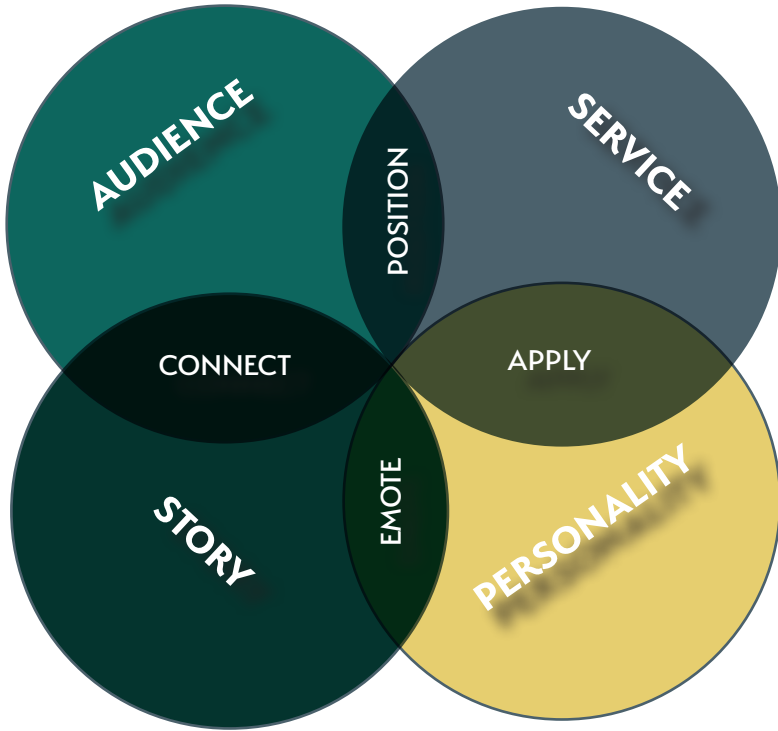 AUDIENCE
SERVICE
POSITION
CONNECT
APPLY
EMOTE
STORY
PERSONALITY